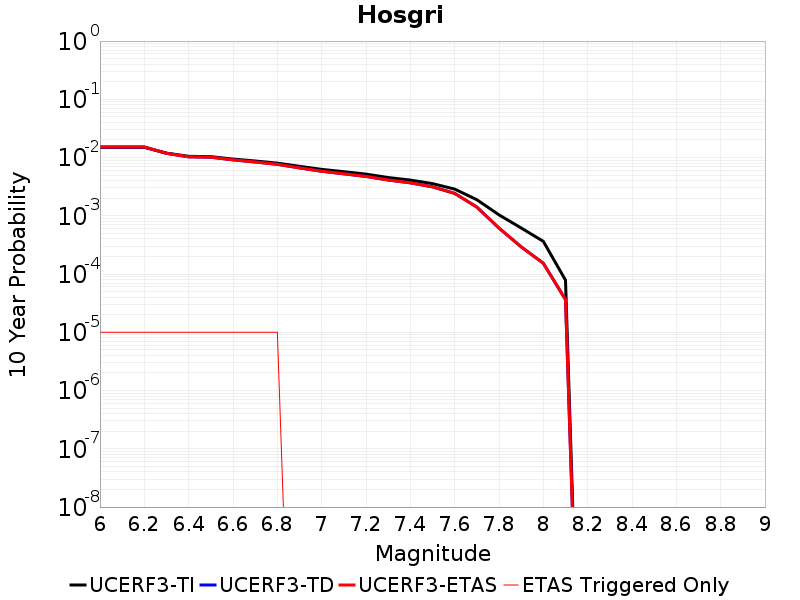 Hosgri
10 Year Probability
10^0
10^-1
10^-2
10^-3
10^-4
10^-5
10^-6
10^-7
10^-8
6 6.2 6.4 6.6 6.8 7 7.2 7.4 7.6 7.8 8 8.2 8.4 8.6 8.8 9
Magnitude
UCERF3-TI UCERF3-TD UCERF3-ETAS ETAS Triggered Only